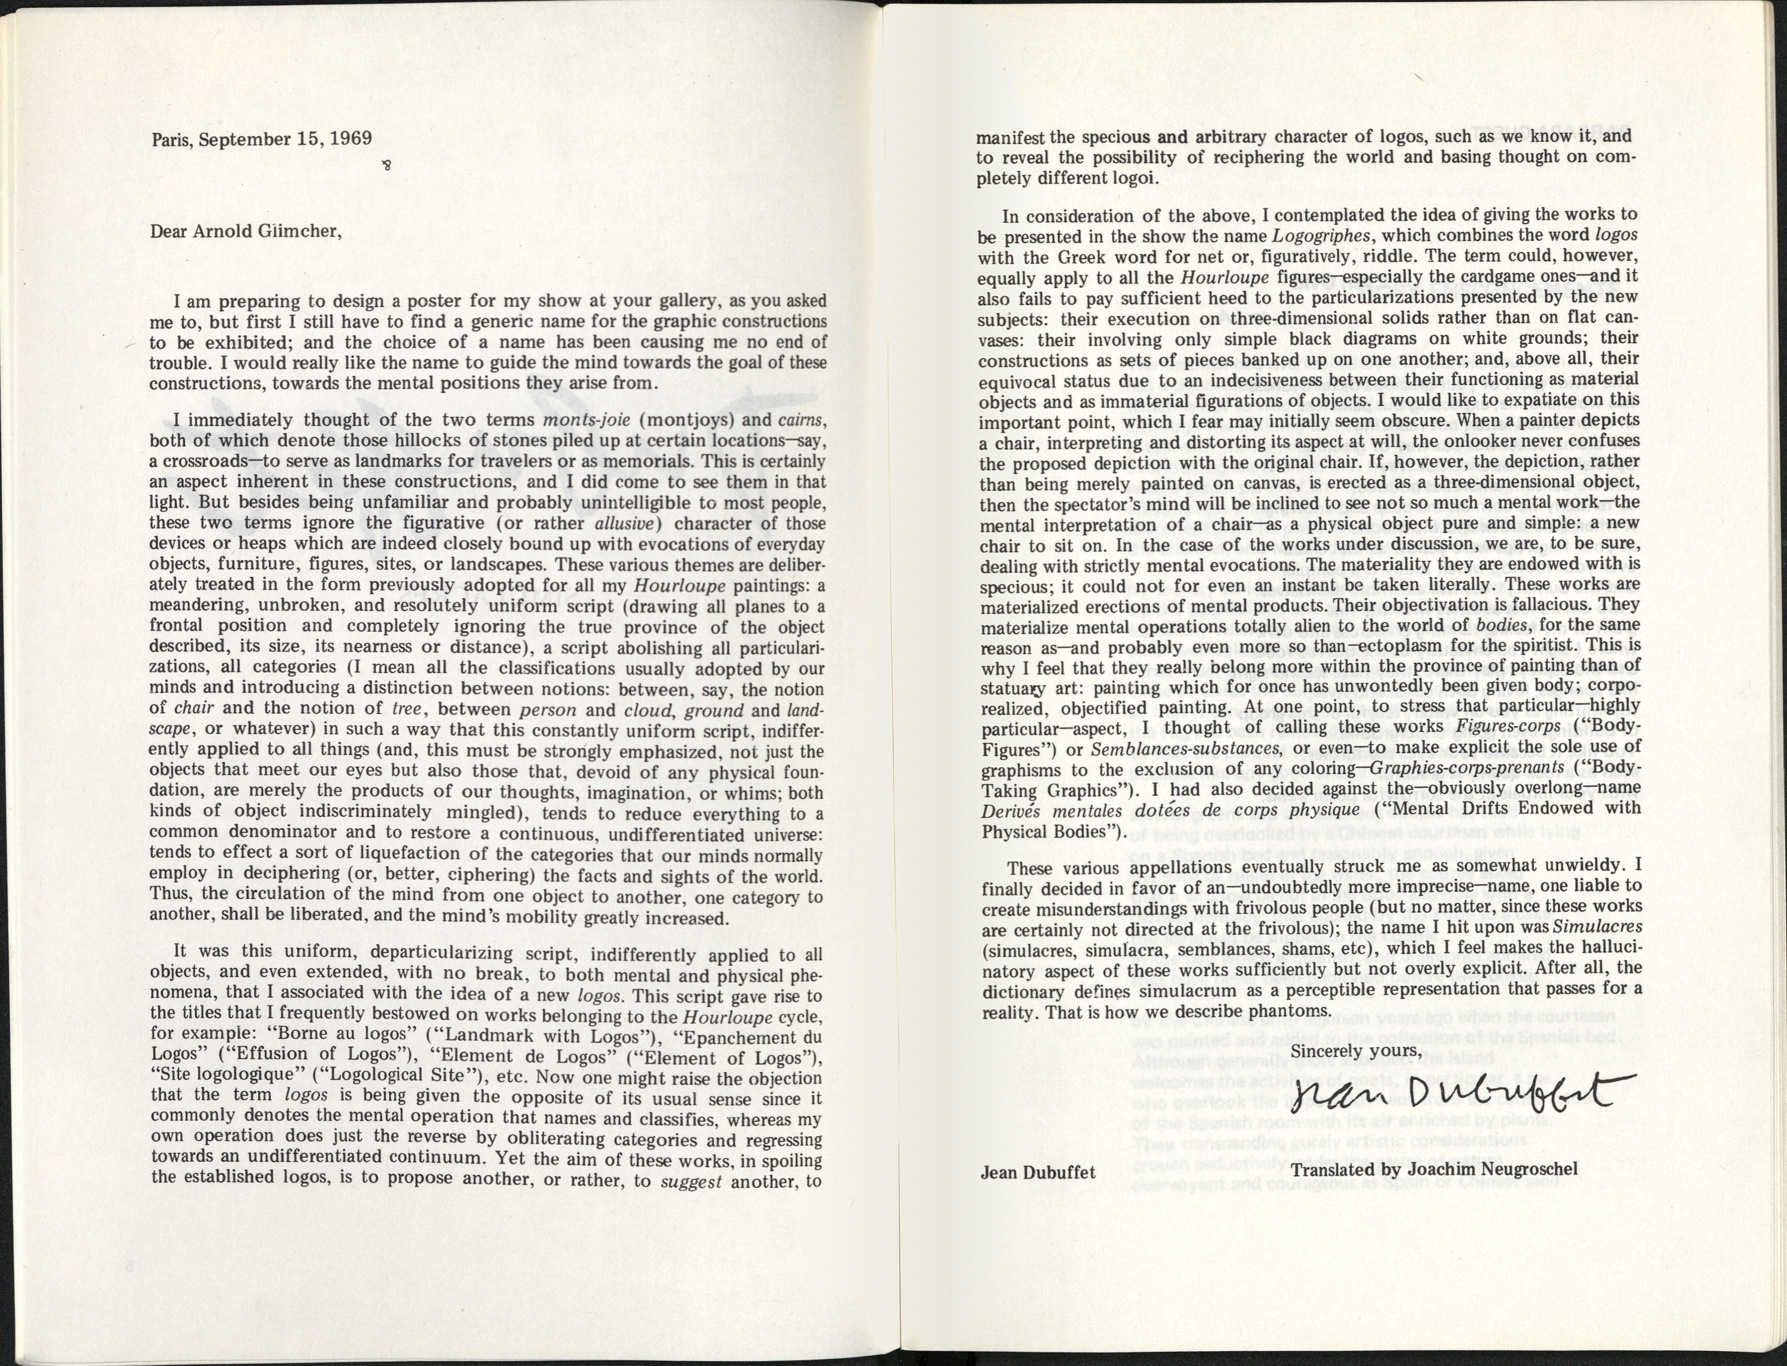 Paris, September 15, 1969
Dear Arnold Glimcher,
I am preparing to design a poster for my show at your gallery, as you asked
me to, but first I still have to find a generic name for the graphic constructions
to be exhibited; and the choice of a name has been causing me no end of
trouble. I would really like the name to guide the mind towards the goal of these
constructions, towards the mental positions they arise from.
I immediately thought of the two terms monts-joie (montjoys) and cairns,
both of which denote those hillocks of stones piled up at certain locations—say,
a crossroads—to serve as landmarks for travelers or as memorials. This is certainly
an aspect inherent in these constructions, and I did come to see them in that
light. But besides being unfamiliar and probably unintelligible to most people,
these two terms ignore the figurative (or rather allusive) character of those
devices or heaps which are indeed closely bound up with evocations of everyday
objects, furniture, figures, sites, or landscapes. These various themes are deliber-
ately treated in the form previously adopted for all my Hourloupe paintings: a
meandering, unbroken, and resolutely uniform script (drawing all planes to a
frontal position and completely ignoring the true province of the object
described, its size, its nearness or distance), a script abolishing all particulari-
zations, all categories (I mean all the classifications usually adopted by our
minds and introducing a distinction between notions: between, say, the notion
of chair and the notion of tree, between person and cloud, ground and land-
scape, or whatever) in such a way that this constantly uniform script, indiffer-
ently applied to all things (and, this must be strongly emphasized, not just the
objects that meet our eyes but also those that, devoid of any physical foun-
dation, are merely the products of our thoughts, imagination, or whims; both
kinds of object indiscriminately mingled), tends to reduce everything to a
common denominator and to restore a continuous, undifferentiated universe:
tends to effect a sort of liquefaction of the categories that our minds normally
employ in deciphering (or, better, ciphering) the facts and sights of the world.
Thus, the circulation of the mind from one object to another, one category to
another, shall be liberated, and the mind's mobility greatly increased.
It was this uniform, departicularizing script, indifferently applied to all
objects, and even extended, with no break, to both mental and physical phe-
nomena, that I associated with the idea of a new logos. This script gave rise to
the titles that I frequently bestowed on works belonging to the Hourloupe cycle,
for example: “Borne au logos” (“Landmark with Logos”), “Epanchement du
Logos” (“Effusion of Logos”), “Element de Logos” (“Element of Logos”),
“Site logologique” (“Logological Site”), etc. Now one might raise the objection
that the term logos is being given the opposite of its usual sense since it
commonly denotes the mental operation that names and classifies, whereas my
own operation does just the reverse by obliterating categories and regressing
towards an undifferentiated continuum. Yet the aim of these works, in spoiling
the established logos, is to propose another, or rather, to suggest another, to
manifest the specious and arbitrary character of logos, such as we know it, and
to reveal the possibility of reciphering the world and basing thought on com-
pletely different logoi.
In consideration of the above, I contemplated the idea of giving the works to
be presented in the show the name Logogriphes, which combines the word logos
with the Greek word for net or, figuratively, riddle. The term could, however,
equally apply to all the Hourloupe figures—especially the cardgame ones—and it
also fails to pay sufficient heed to the particularizations presented by the new
subjects: their execution on three-dimensional solids rather than on flat can-
vases: their involving only simple black diagrams on white grounds; their
constructions as sets of pieces banked up on one another; and, above all, their
equivocal status due to an indecisiveness between their functioning as material
objects and as immaterial figurations of objects. I would like to expatiate on this
important point, which I fear may initially seem obscure. When a painter depicts
a chair, interpreting and distorting its aspect at will, the onlooker never confuses
the proposed depiction with the original chair. If, however, the depiction, rather
than being merely painted on canvas, is erected as a three-dimensional object,
then the spectator's mind will be inclined to see not so much a mental work—the
mental interpretation of a chair—as a physical object pure and simple: a new
chair to sit on. In the case of the works under discussion, we are, to be sure,
dealing with strictly mental evocations. The materiality they are endowed with is
specious; it could not for even an instant be taken literally. These works are
materialized erections of mental products. Their objectivation is fallacious. They
materialize mental operations totally alien to the world of bodies, for the same
reason as—and probably even more so than—ectoplasm for the spiritist. This is
why I feel that they really belong more within the province of painting than of
statuary art: painting which for once has unwontedly been given body; corpo-
realized, objectified painting. At one point, to stress that particular—highly
particular—aspect, I thought of calling these works Figures-corps (“Body-
Figures”) or Semblances-substances, or even—to make explicit the sole use of
graphisms to the exclusion of any coloring—Graphies-corps-prenants (“Body-
Taking Graphics”). I had also decided against the—obviously overlong—name
Derivés mentales dotées de corps physique (“Mental Drifts Endowed with
Physical Bodies”).
These various appellations eventually struck me as somewhat unwieldy. I
finally decided in favor of an—undoubtedly more imprecise—name, one liable to
create misunderstandings with frivolous people (but no matter, since these works
are certainly not directed at the frivolous); the name I hit upon was Simulacres
(simulacres, simulacra, semblances, shams, etc), which I feel makes the halluci-
natory aspect of these works sufficiently but not overly explicit. After all, the
dictionary defines simulacrum as a perceptible representation that passes for a
reality. That is how we describe phantoms.
Sincerely yours,
Jean Dubuffet
Jean Dubuffet
Translated by Joachim Neugroschel